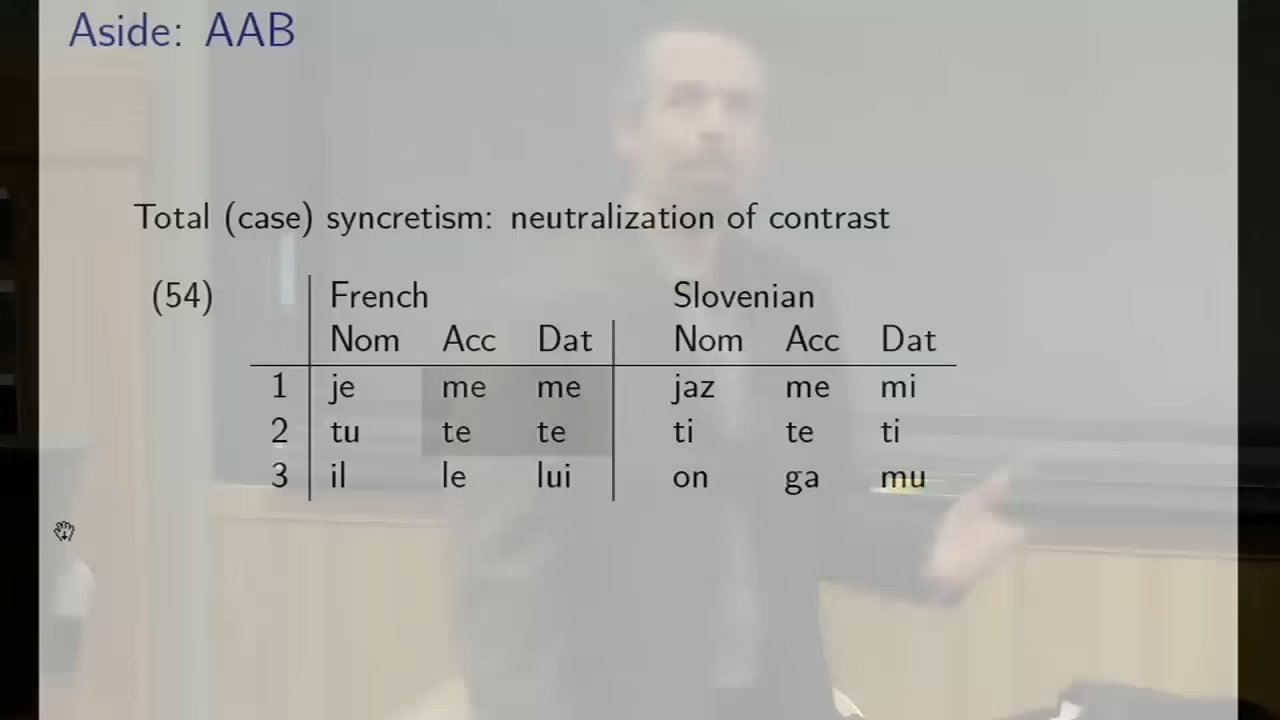 Aside: AAB
Total (case) syncretism: neutralization of contrast
(54) French Slovenian
Nom Acc Dat Nom Acc Dat
1 je me me jaz me mi
2 tu te te ti te ti
3 il le lui on ga mu